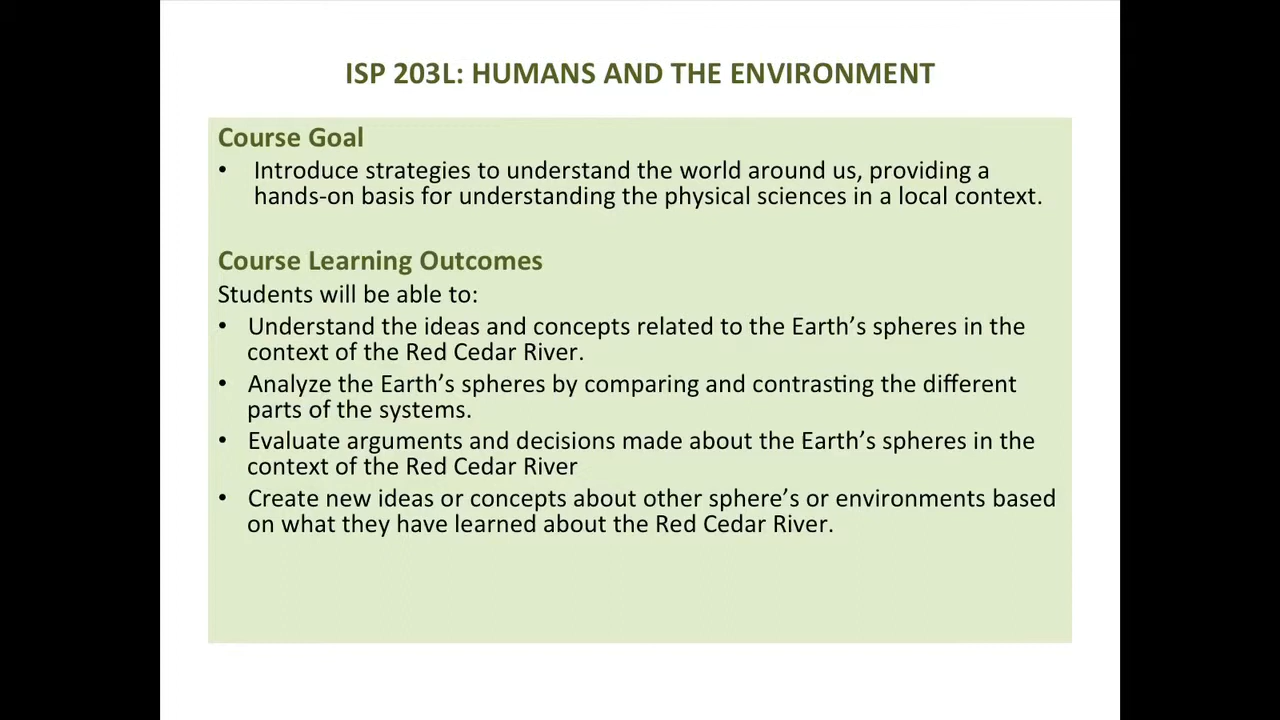 ISP 203L: HUMANS AND THE ENVIRONMENT
Course Goal
• Introduce strategies to understand the world around us, providing a
hands-on basis for understanding the physical sciences in a local context.
Course Learning Outcomes
Students will be able to:
• Understand the ideas and concepts related to the Earth’s spheres in the
context of the Red Cedar River.
• Analyze the Earth’s spheres by comparing and contrasting the different
parts of the systems.
• Evaluate arguments and decisions made about the Earth’s spheres in the
context of the Red Cedar River
• Create new ideas or concepts about other sphere’s or environments based
on what they have learned about the Red Cedar River.